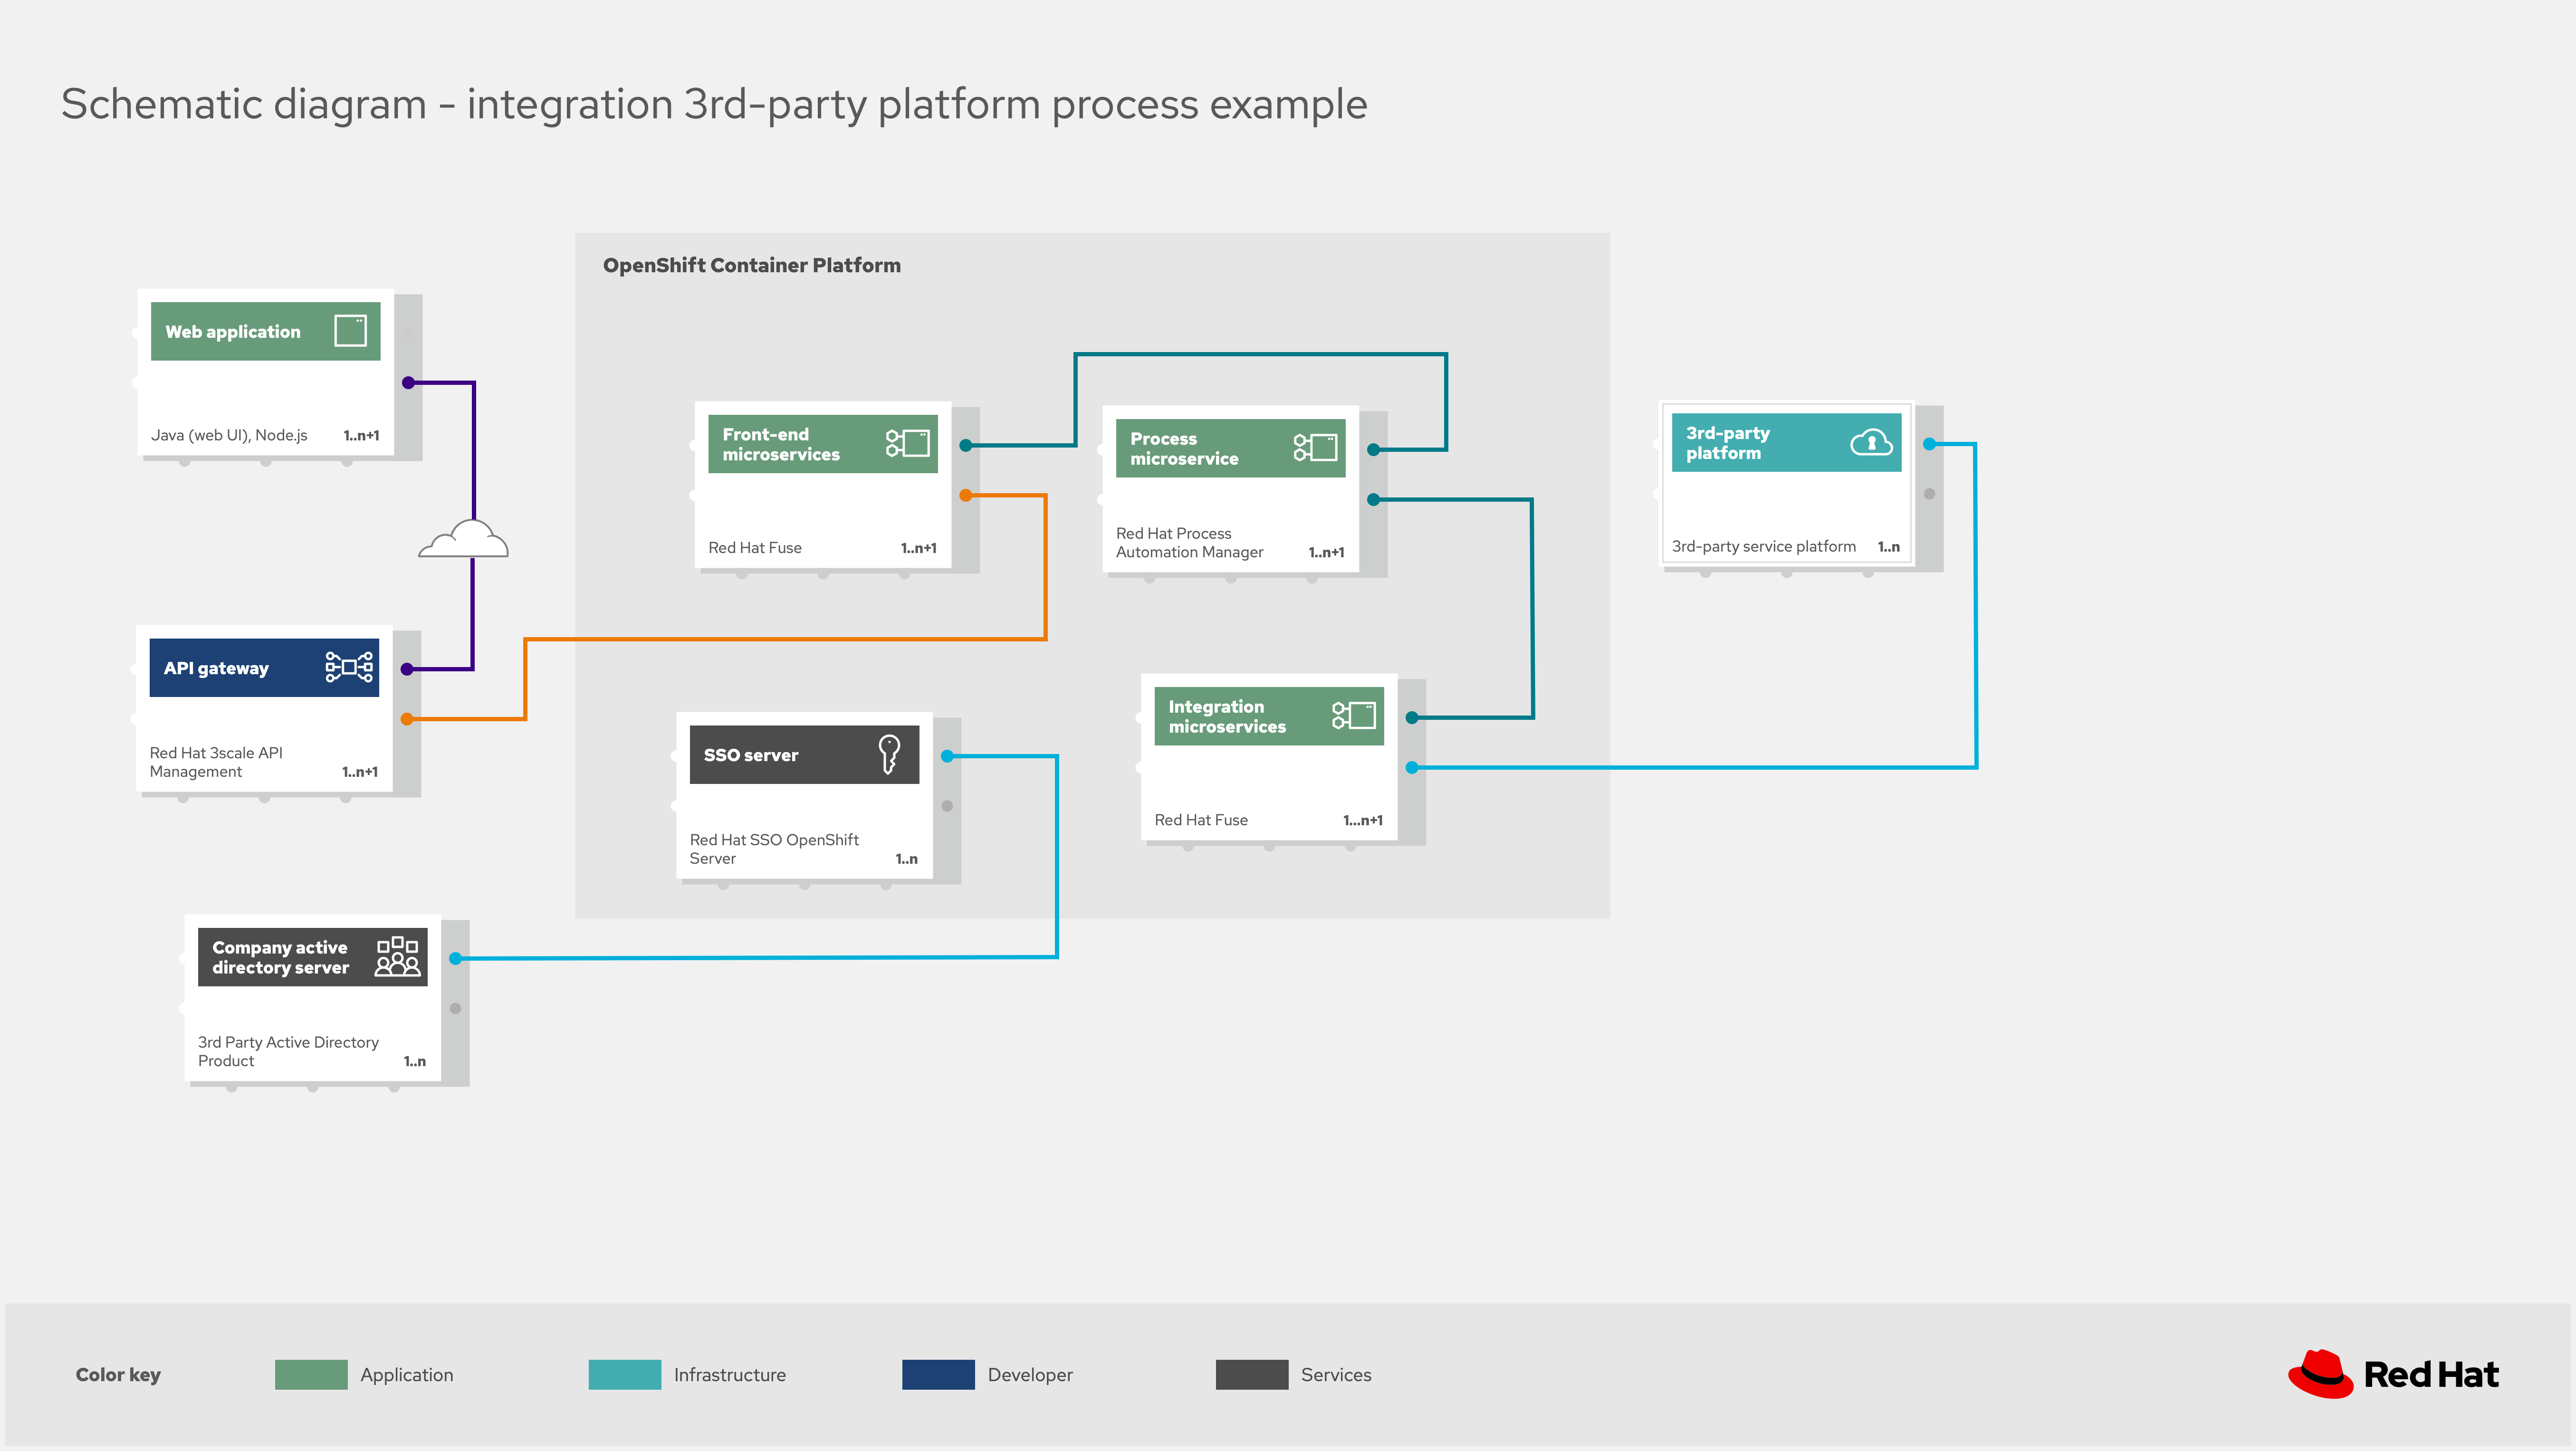 Schematic diagram - integration 3rd-party platform process example
OpenShift Container Platform
Web application
Java (web UI), Node.js 1..n+1
API gateway
Red Hat 3scale API
Management 1..n+1
Company active
directory server
3rd Party Active Directory
Product 1..n
Front-end
microservices
Red Hat Fuse 1..n+1
Process
microservice
Red Hat Process
Automation Manager 1..n+1
SSO server
Red Hat SSO OpenShift
Server 1..n
Integration
microservices
Red Hat Fuse 1...n+1
3rd-party
platform
3rd-party service platform 1..n
Color key Application Infrastructure Developer Services
Red Hat